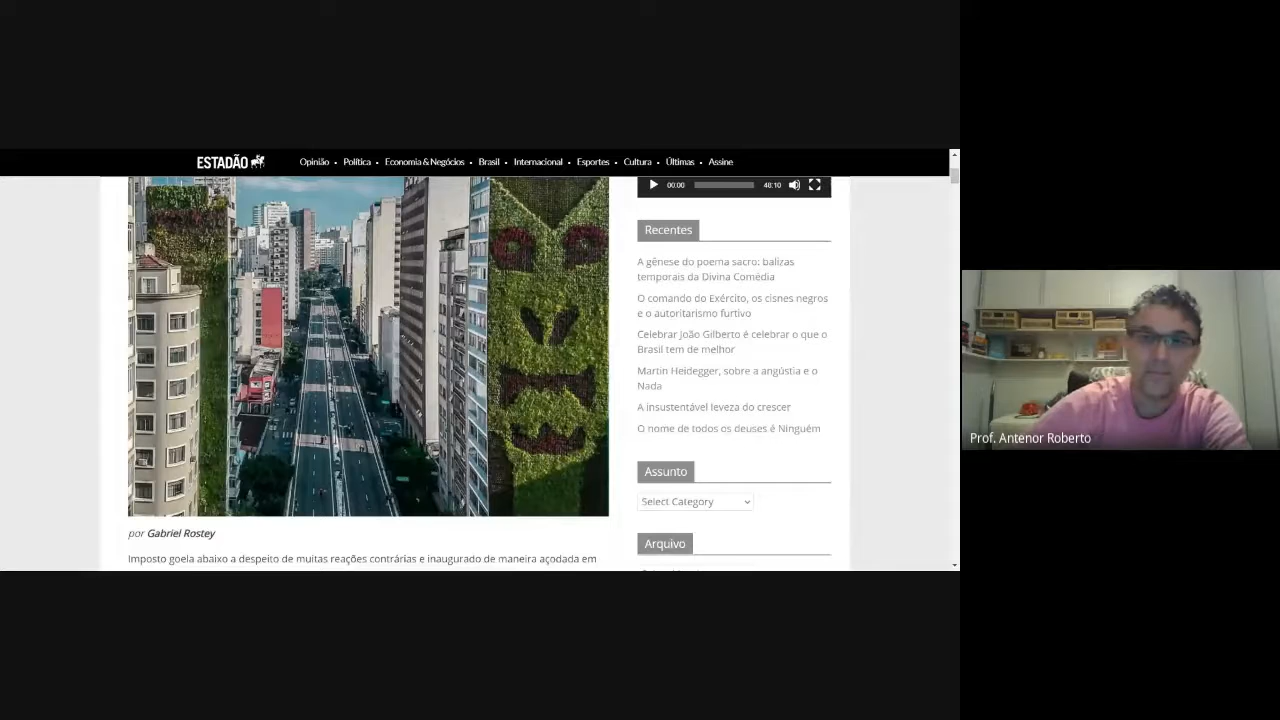 ESTADÃO
Opinião • Política • Economia & Negócios • Brasil • Internacional • Esportes • Cultura • Últimas • Assine
00:00 48:10
Recentes
A gênese do poema sacro: balizas
temporais da Divina Comédia
O comando do Exército, os cisnes negros
e o autoritarismo furtivo
Celebrar João Gilberto é celebrar o que o
Brasil tem de melhor
Martin Heidegger, sobre a angústia e o
Nada
A insustentável leveza do crescer
O nome de todos os deuses é Ninguém
Assunto
Select Category
Arquivo
por Gabriel Rostey
Imposto goela abaixo a despeito de muitas reações contrárias e inaugurado de maneira açodada em
Prof. Antenor Roberto